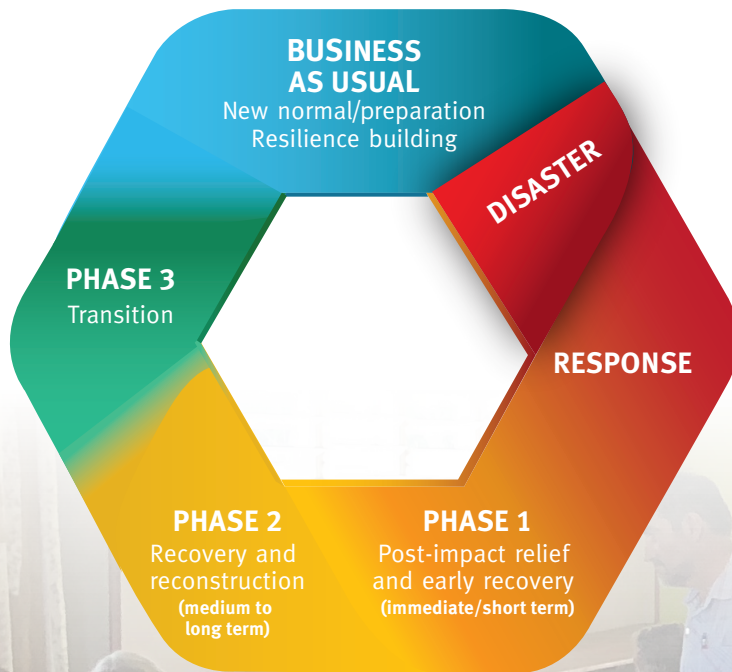 BUSINESS
AS USUAL
New normal/preparation
Resilience building
DISASTER
RESPONSE
PHASE 1
Post-impact relief
and early recovery
(immediate/short term)
PHASE 2
Recovery and
reconstruction
(medium to
long term)
PHASE 3
Transition